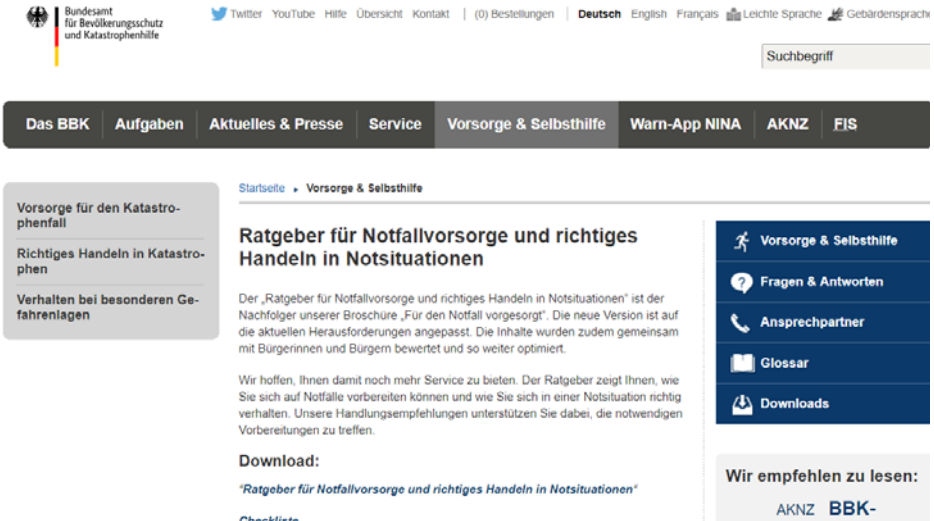 Bundesamt
für Bevölkerungsschutz
und Katastrophenhilfe
Twitter YouTube Hilfe Übersicht Kontakt | (0) Bestellungen | Deutsch English Français Leichte Sprache Gebärdensprache
Suchbegriff
Das BBK Aufgaben Aktuelles & Presse Service Vorsorge & Selbsthilfe Warn-App NINA AKNZ FIS
Vorsorge für den Katastro-
phenfall
Richtiges Handeln in Katastro-
phen
Verhalten bei besonderen Ge-
fahrenlagen
Startseite ▸ Vorsorge & Selbsthilfe
Ratgeber für Notfallvorsorge und richtiges
Handeln in Notsituationen
Der „Ratgeber für Notfallvorsorge und richtiges Handeln in Notsituationen" ist der
Nachfolger unserer Broschüre „Für den Notfall vorgesorgt". Die neue Version ist auf
die aktuellen Herausforderungen angepasst. Die Inhalte wurden zudem gemeinsam
mit Bürgerinnen und Bürgern bewertet und so weiter optimiert.
Wir hoffen, Ihnen damit noch mehr Service zu bieten. Der Ratgeber zeigt Ihnen, wie
Sie sich auf Notfälle vorbereiten können und wie Sie sich in einer Notsituation richtig
verhalten. Unsere Handlungsempfehlungen unterstützen Sie dabei, die notwendigen
Vorbereitungen zu treffen.
Download:
"Ratgeber für Notfallvorsorge und richtiges Handeln in Notsituationen"
Checkliste
Vorsorge & Selbsthilfe
Fragen & Antworten
Ansprechpartner
Glossar
Downloads
Wir empfehlen zu lesen:
AKNZ BBK-